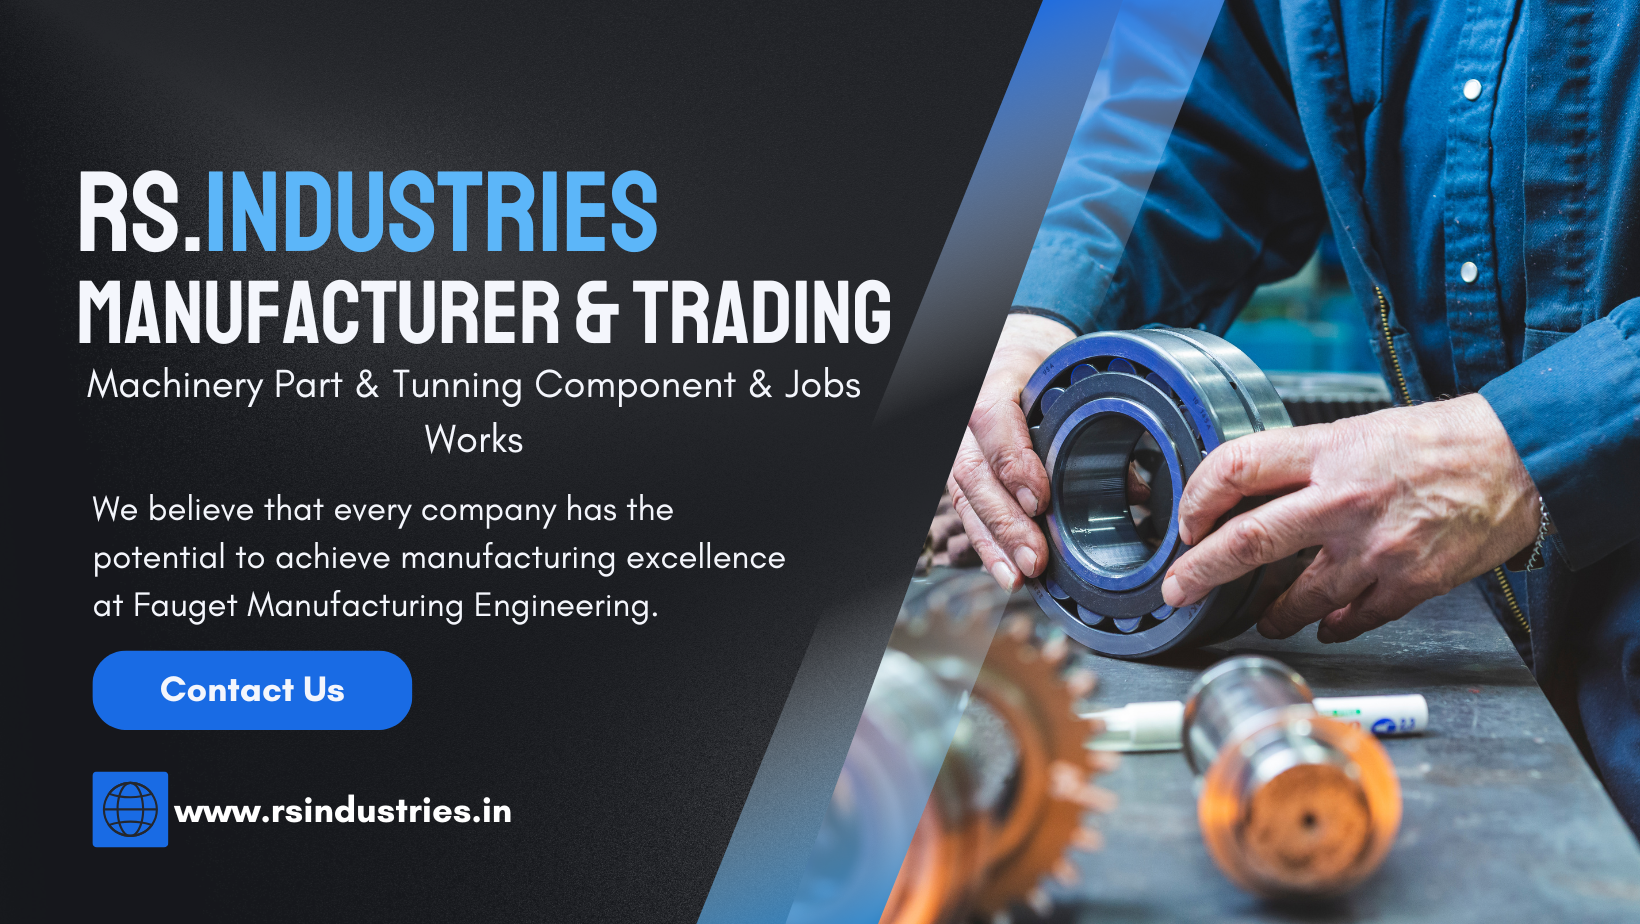 RS.INDUSTRIES
MANUFACTURER & TRADING
Machinery Part & Tunning Component & Jobs
Works
We believe that every company has the
potential to achieve manufacturing excellence
at Fauget Manufacturing Engineering.
Contact Us
www.rsindustries.in